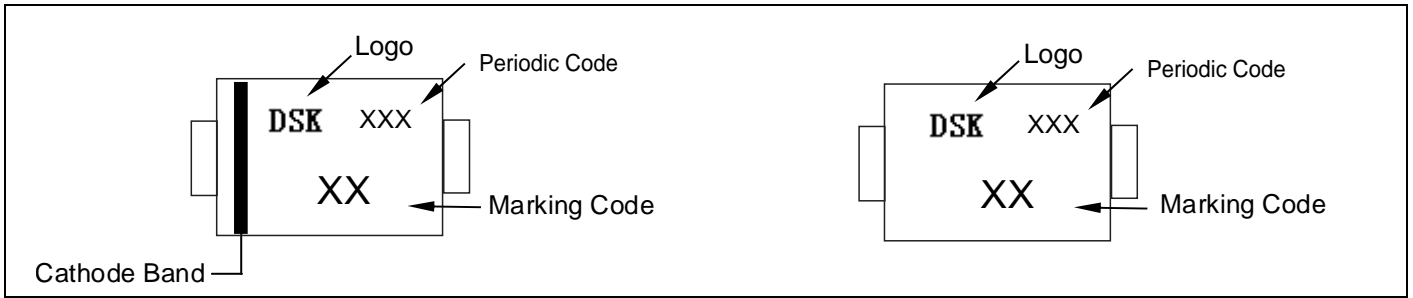 Logo
Periodic Code
DSK XXX
XX
Marking Code
Cathode Band
Logo
Periodic Code
DSK XXX
XX
Marking Code